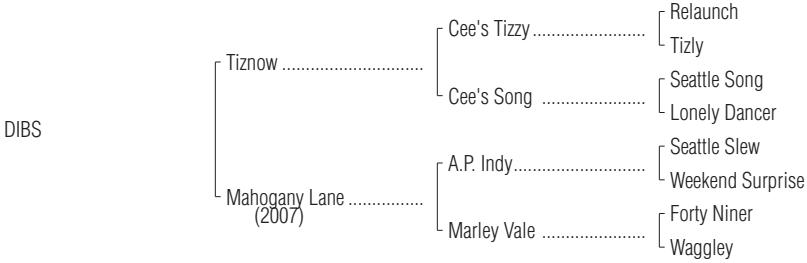 Relaunch
Cee's Tizzy..........................
Tizly
Tiznow ................................
Seattle Song
Cee's Song ........................
Lonely Dancer
DIBS
Seattle Slew
A.P. Indy..............................
Weekend Surprise
Mahogany Lane ..................
(2007)
Forty Niner
Marley Vale ........................
Waggley